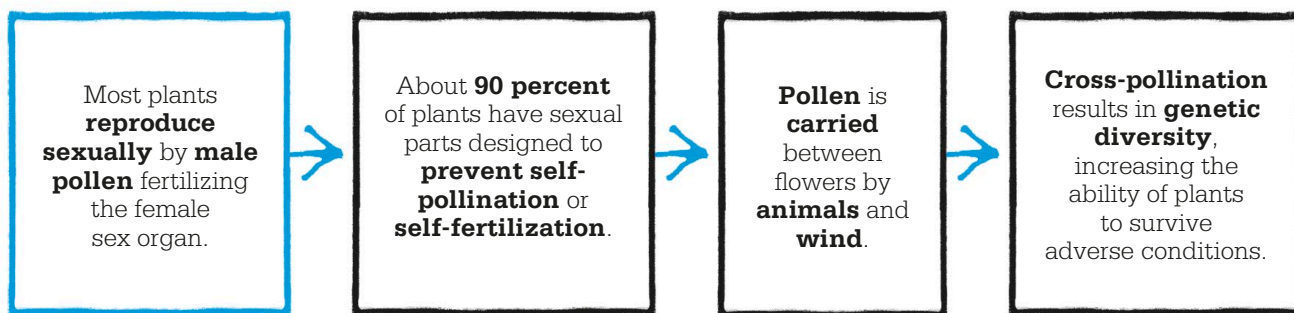 Most plants
reproduce
sexually by male
pollen fertilizing
the female
sex organ.
About 90 percent
of plants have sexual
parts designed to
prevent self-
pollination or
self-fertilization.
Pollen is
carried
between
flowers by
animals and
wind.
Cross-pollination
results in genetic
diversity,
increasing the
ability of plants
to survive
adverse conditions.